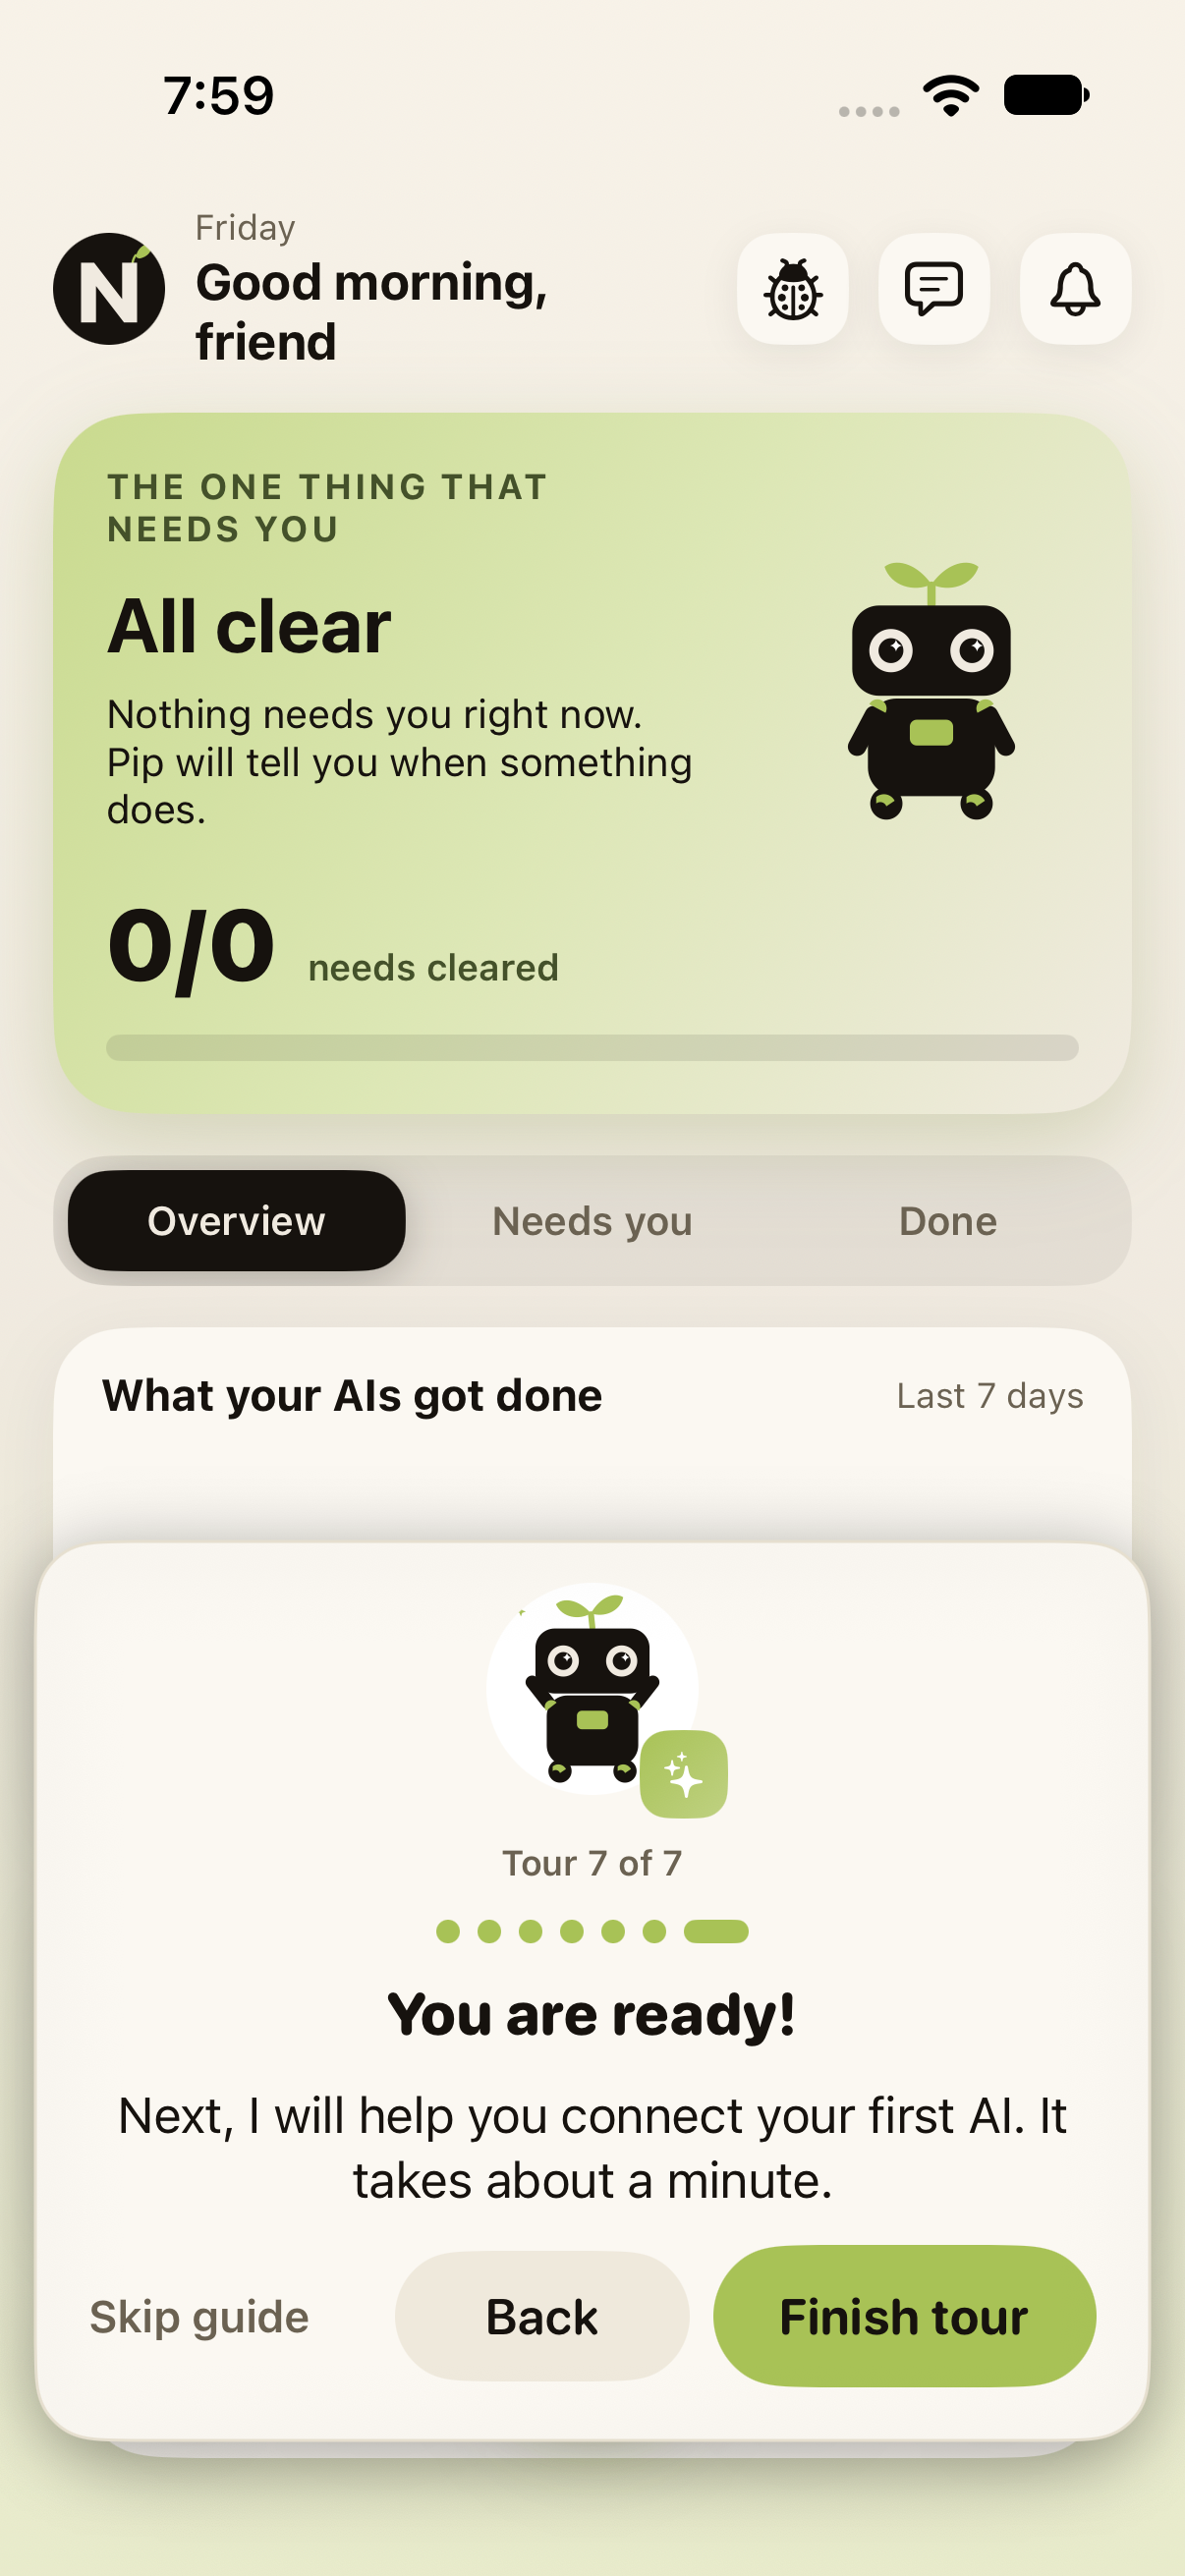 7:59
N
Friday
Good morning,
friend
THE ONE THING THAT
NEEDS YOU
All clear
Nothing needs you right now.
Pip will tell you when something
does.
0/0 needs cleared
Overview Needs you Done
What your AIs got done Last 7 days
Tour 7 of 7
You are ready!
Next, I will help you connect your first AI. It
takes about a minute.
Skip guide Back Finish tour